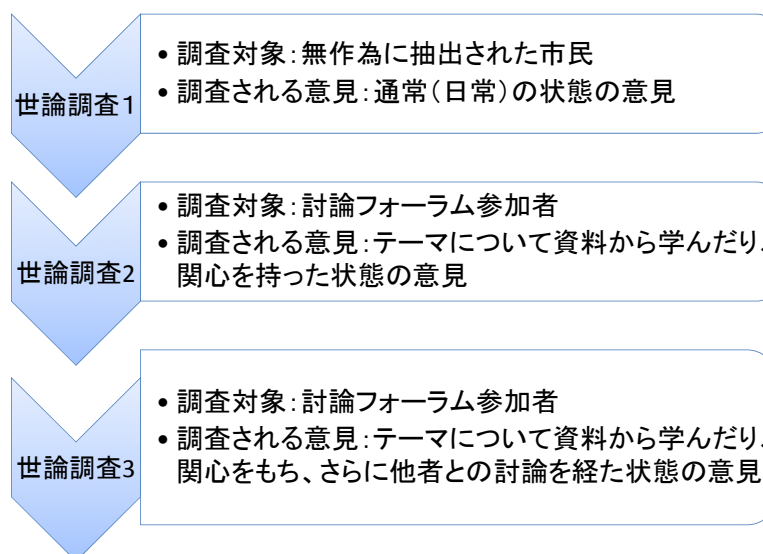 世論調査1
• 調査対象：無作為に抽出された市民
• 調査される意見：通常（日常）の状態の意見
世論調査2
• 調査対象：討論フォーラム参加者
• 調査される意見：テーマについて資料から学んだり、
関心を持った状態の意見
世論調査3
• 調査対象：討論フォーラム参加者
• 調査される意見：テーマについて資料から学んだり、
関心をもち、さらに他者との討論を経た状態の意見